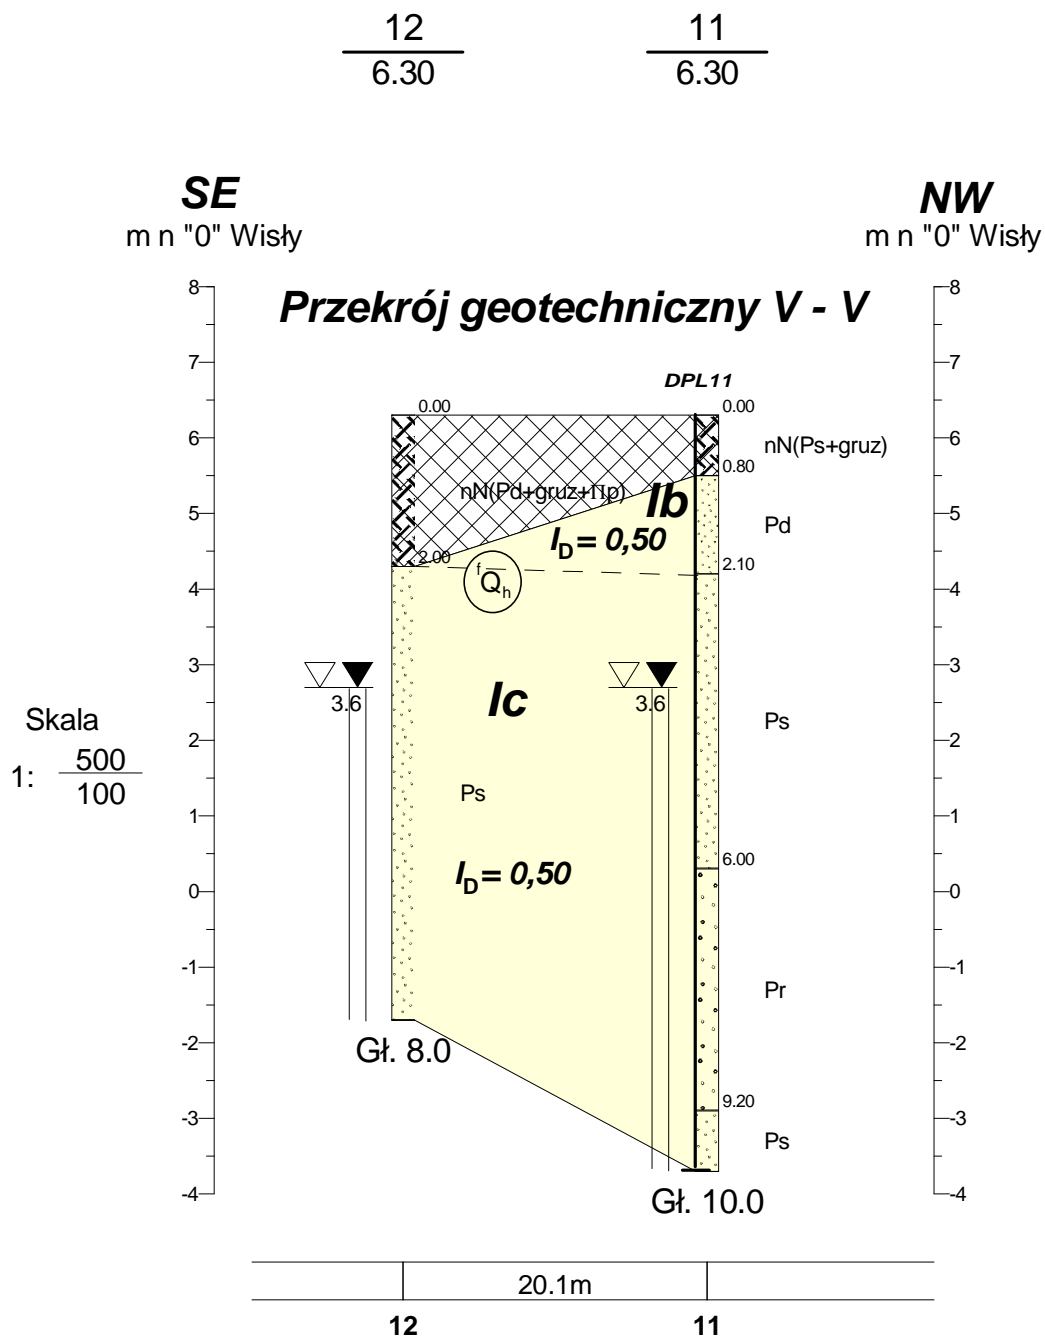 12 11
6.30 6.30
SE NW
m n "0" Wisły m n "0" Wisły
Przekrój geotechniczny V - V
8 8
7 7
DPL11
0.00 0.00
6 6
nN(Ps+gruz)
0.80
nN(Pd+gruz+Πp) Ib
5 5
Pd
ID = 0,50
2.00 2.10
fQh
4 4
3 3
3.6 3.6
Ic
Skala
Ps
2 2
1: 500
100
Ps
1 1
6.00
ID = 0,50
0 0
-1 -1
Pr
-2 -2
Gł. 8.0
9.20
-3 -3
Ps
-4 -4
Gł. 10.0
20.1m
12 11